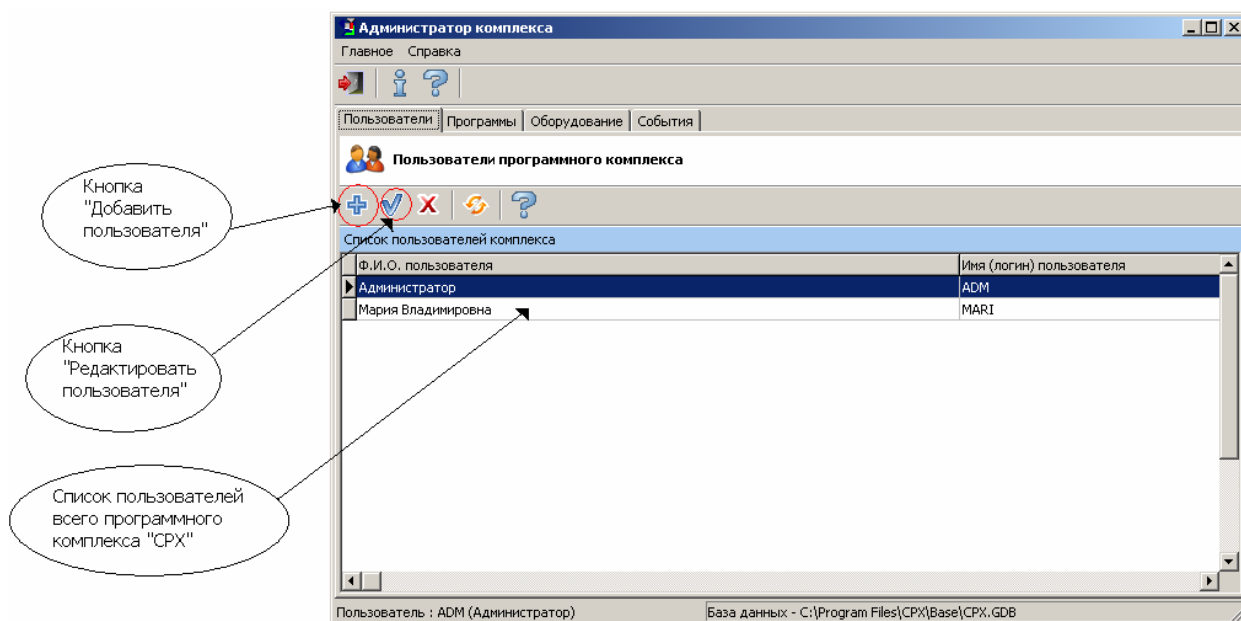 Администратор комплекса
Главное Справка
Пользователи Программы Оборудование События
Пользователи программного комплекса
Кнопка
"Добавить
пользователя"
Список пользователей комплекса
Ф.И.О. пользователя Имя (логин) пользователя
Администратор ADM
Мария Владимировна MARI
Кнопка
"Редактировать
пользователя"
Список пользователей
всего программного
комплекса "СРХ"
Пользователь : ADM (Администратор) База данных - C:\Program Files\CPX\Base\CPX.GDB